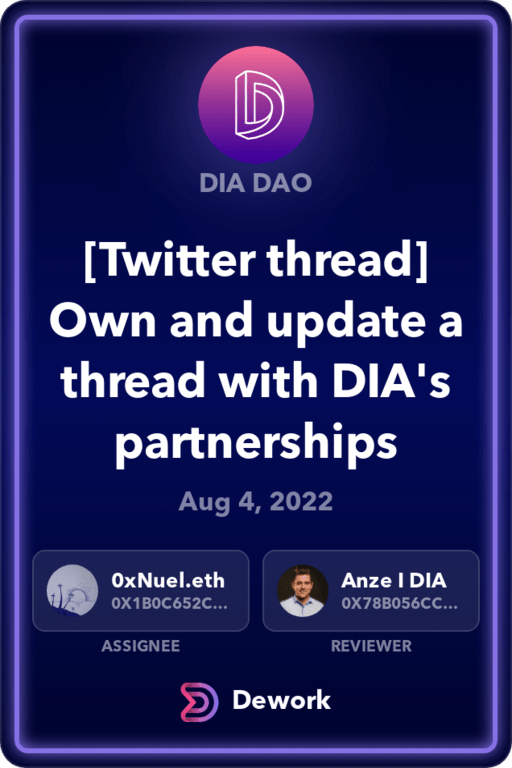 DIA DAO
[Twitter thread]
Own and update a
thread with DIA's
partnerships
Aug 4, 2022
0xNuel.eth
0X1B0C652C...
ASSIGNEE
Anze I DIA
0X78B056CC...
REVIEWER
Dework